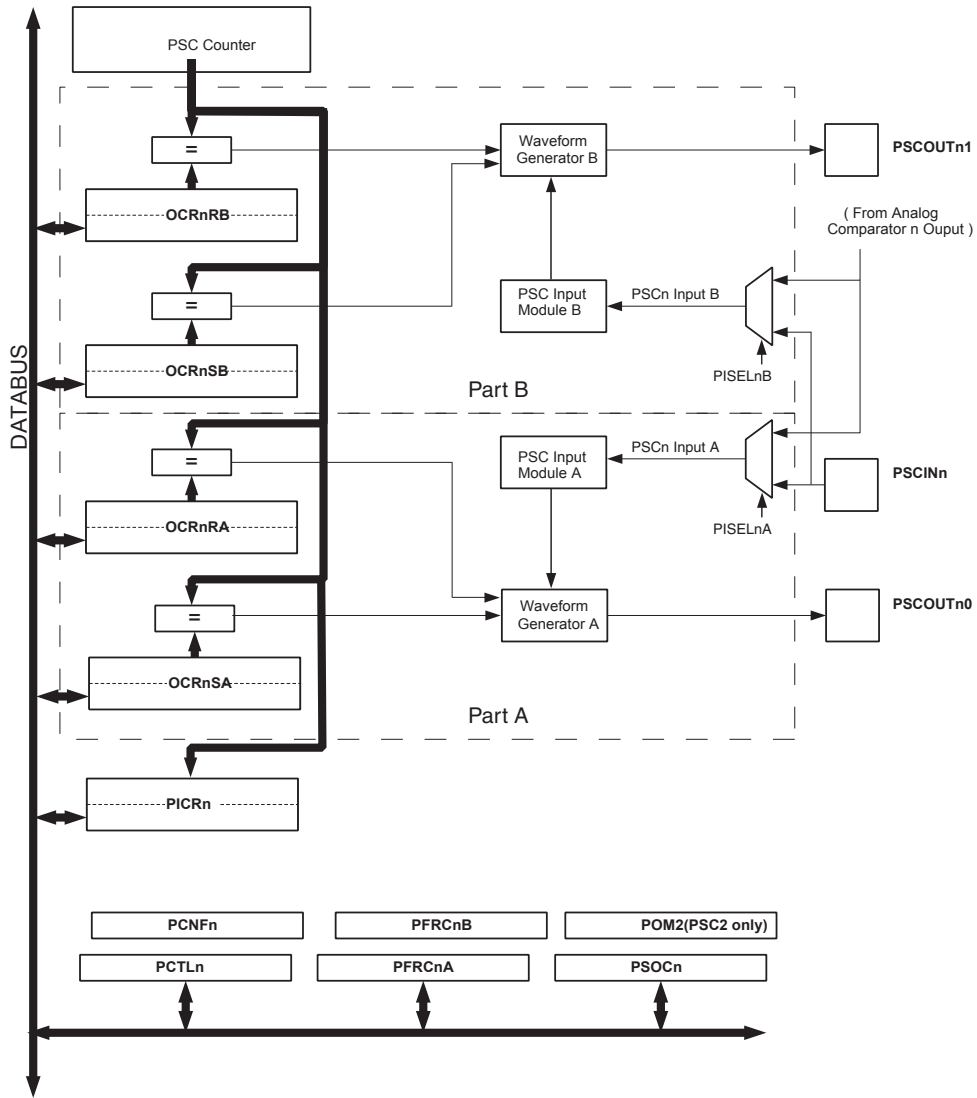 PSC Counter
=
Waveform
Generator B
PSCOUTn1
OCRnRB
( From Analog
Comparator n Ouput )
=
PSC Input
Module B
PSCn Input B
OCRnSB
PISELnB
Part B
DATABUS
=
PSC Input
Module A
PSCn Input A
PSCINn
OCRnRA
PISELnA
=
Waveform
Generator A
PSCOUTn0
OCRnSA
Part A
PICRn
PCNFn
PFRCnB
POM2(PSC2 only)
PCTLn
PFRCnA
PSOCn